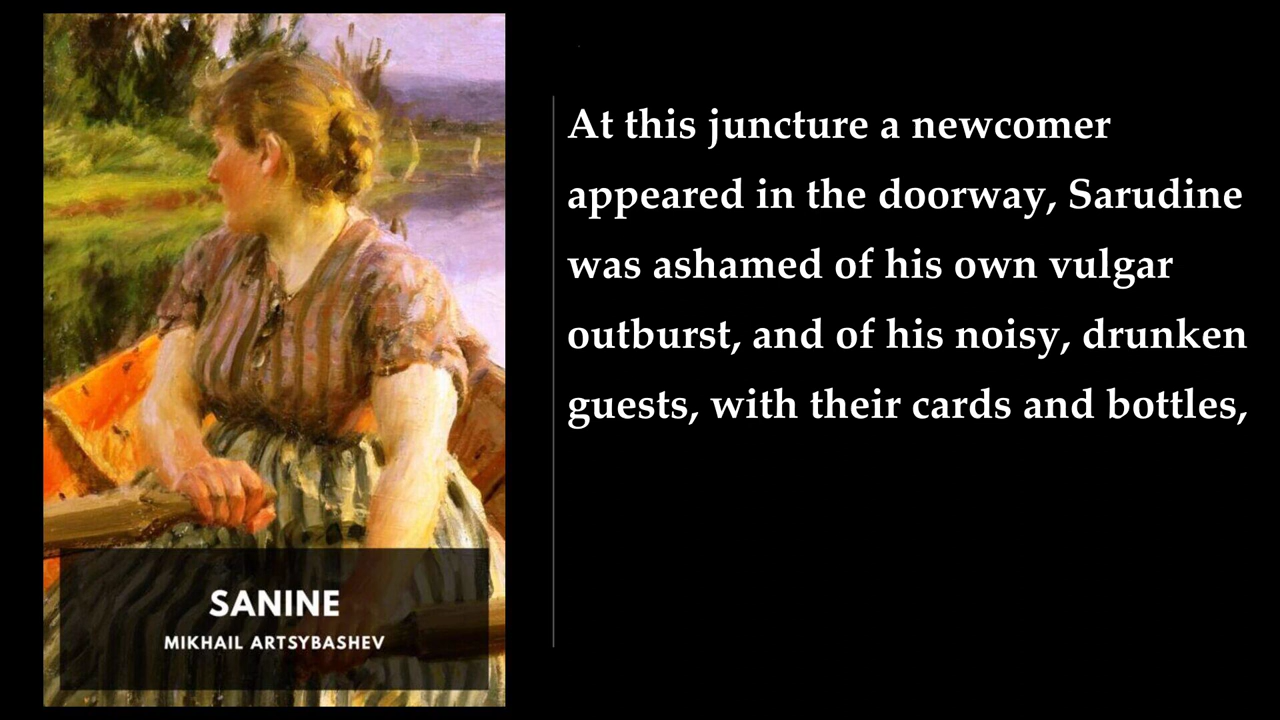 At this juncture a newcomer
appeared in the doorway, Sarudine
was ashamed of his own vulgar
outburst, and of his noisy, drunken
guests, with their cards and bottles,
SANINE
MIKHAIL ARTSYBASHEV